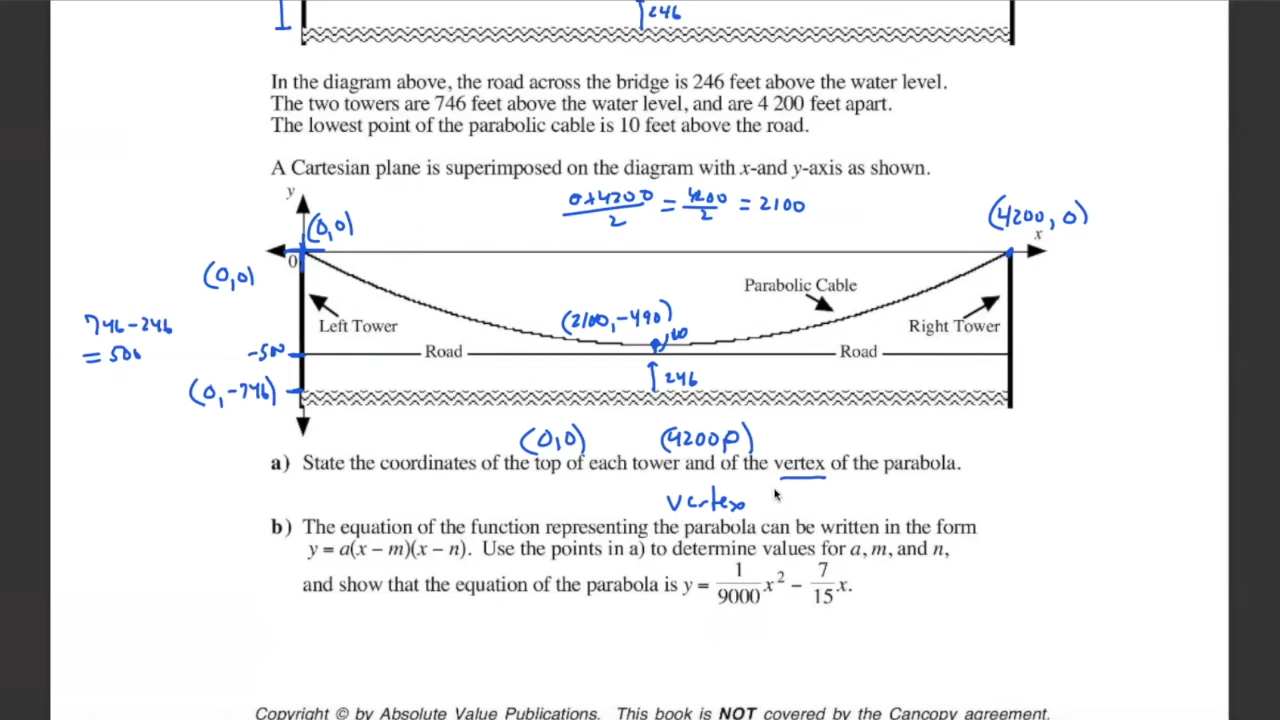 246
In the diagram above, the road across the bridge is 246 feet above the water level.
The two towers are 746 feet above the water level, and are 4 200 feet apart.
The lowest point of the parabolic cable is 10 feet above the road.
A Cartesian plane is superimposed on the diagram with x-and y-axis as shown.
y
(0,0)
0+4200/2 = 4200/2 = 2100
(4200, 0)
x
0
(0,0)
Parabolic Cable
746-246
= 500
Left Tower
(2100,-490)
10
Right Tower
-500
Road
Road
(0,-746)
246
(0,0) (4200,0)
a) State the coordinates of the top of each tower and of the vertex of the parabola.
vertex
b) The equation of the function representing the parabola can be written in the form
y = a(x – m)(x – n). Use the points in a) to determine values for a, m, and n,
and show that the equation of the parabola is y = 1/9000 x² – 7/15 x.
Copyright © by Absolute Value Publications. This book is NOT covered by the Cancopy agreement.